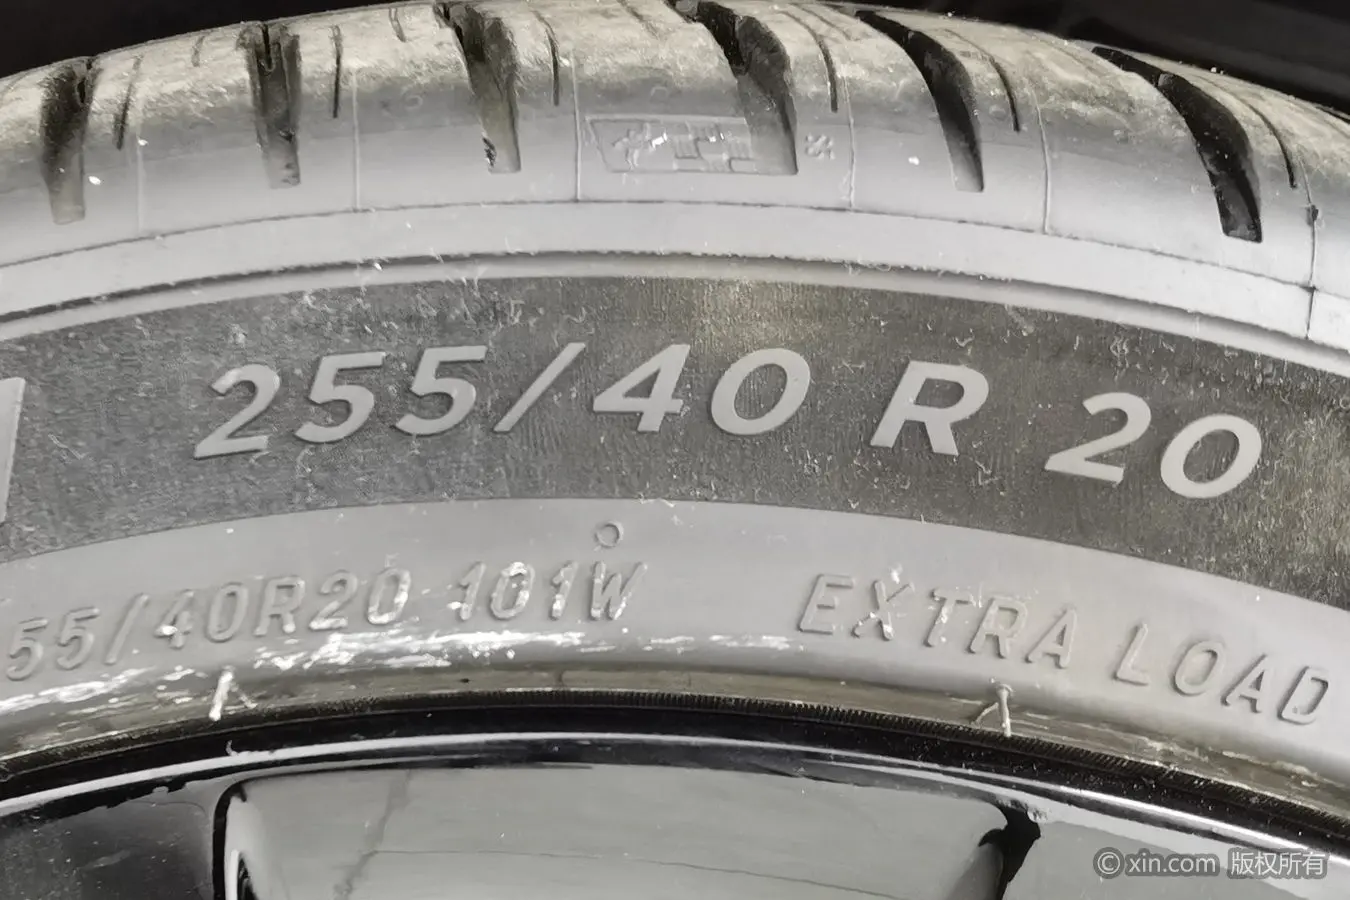 255/40 R 20
55/40R20 101W EXTRA LOAD
© xin.com 版权所有